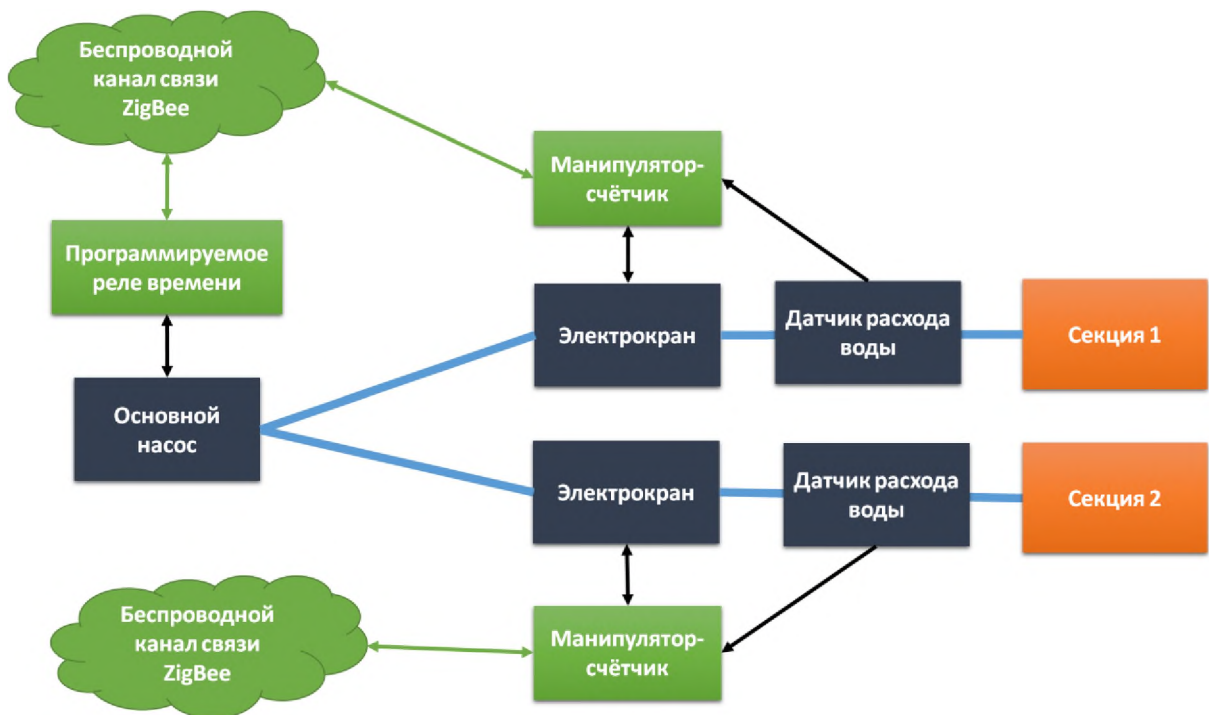 Беспроводной
канал связи
ZigBee
Манипулятор-
счётчик
Программируемое
реле времени
Электрокран
Датчик расхода
воды
Секция 1
Основной
насос
Электрокран
Датчик расхода
воды
Секция 2
Беспроводной
канал связи
ZigBee
Манипулятор-
счётчик